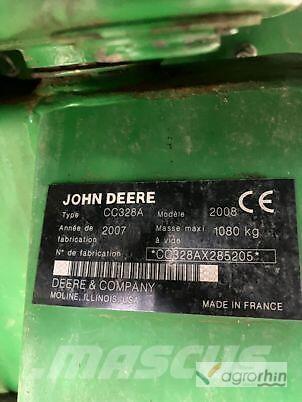 JOHN DEERE CE
Type CC328A Modèle 2008
Année de fabrication 2007 Masse maxi à vide 1080 kg
N° de fabrication *CC328AX285205*
DEERE & COMPANY
MOLINE, ILLINOIS, USA
MADE IN FRANCE
MASCUS
agrorhin